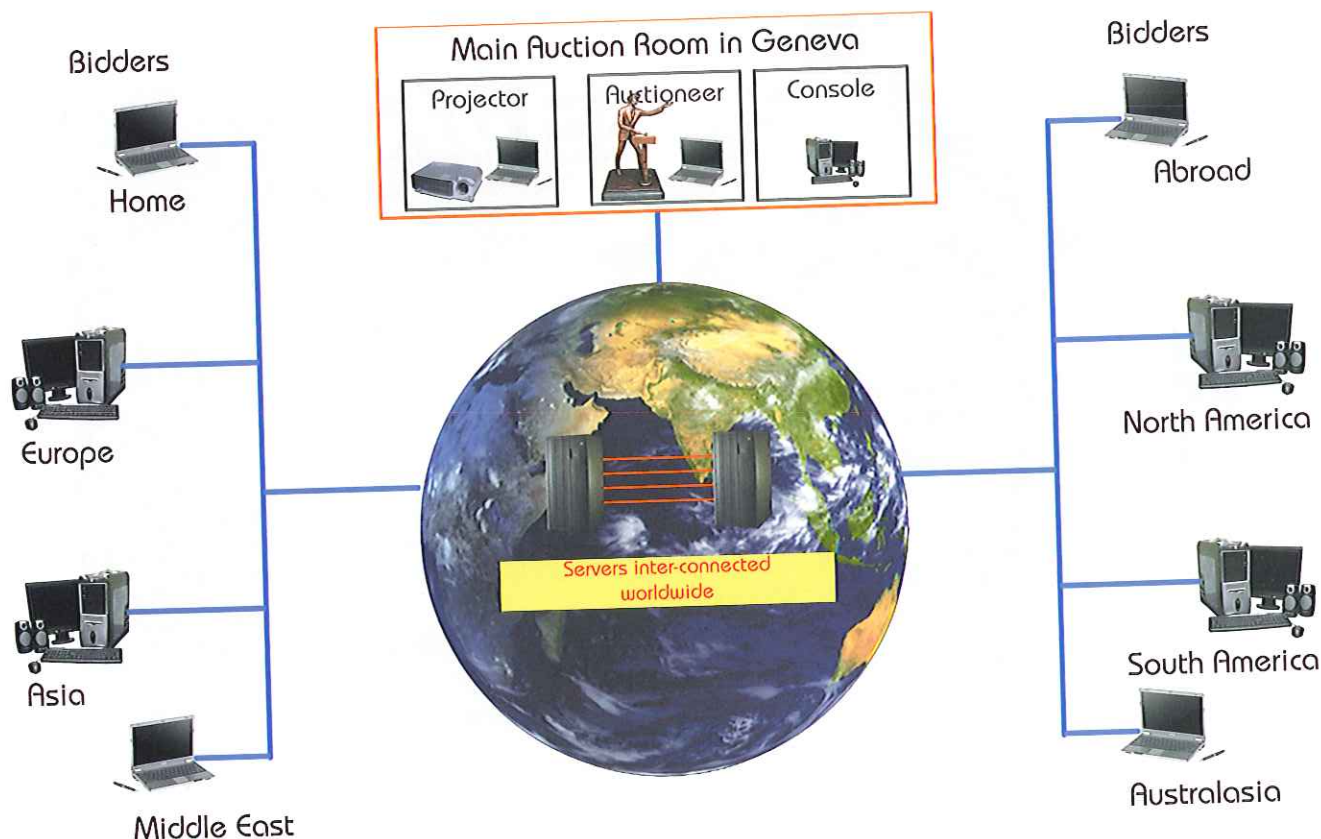 Main Auction Room in Geneva
Projector
Auctioneer
Console
Bidders
Home
Europe
Asia
Middle East
Servers inter-connected
worldwide
Bidders
Abroad
North America
South America
Australasia